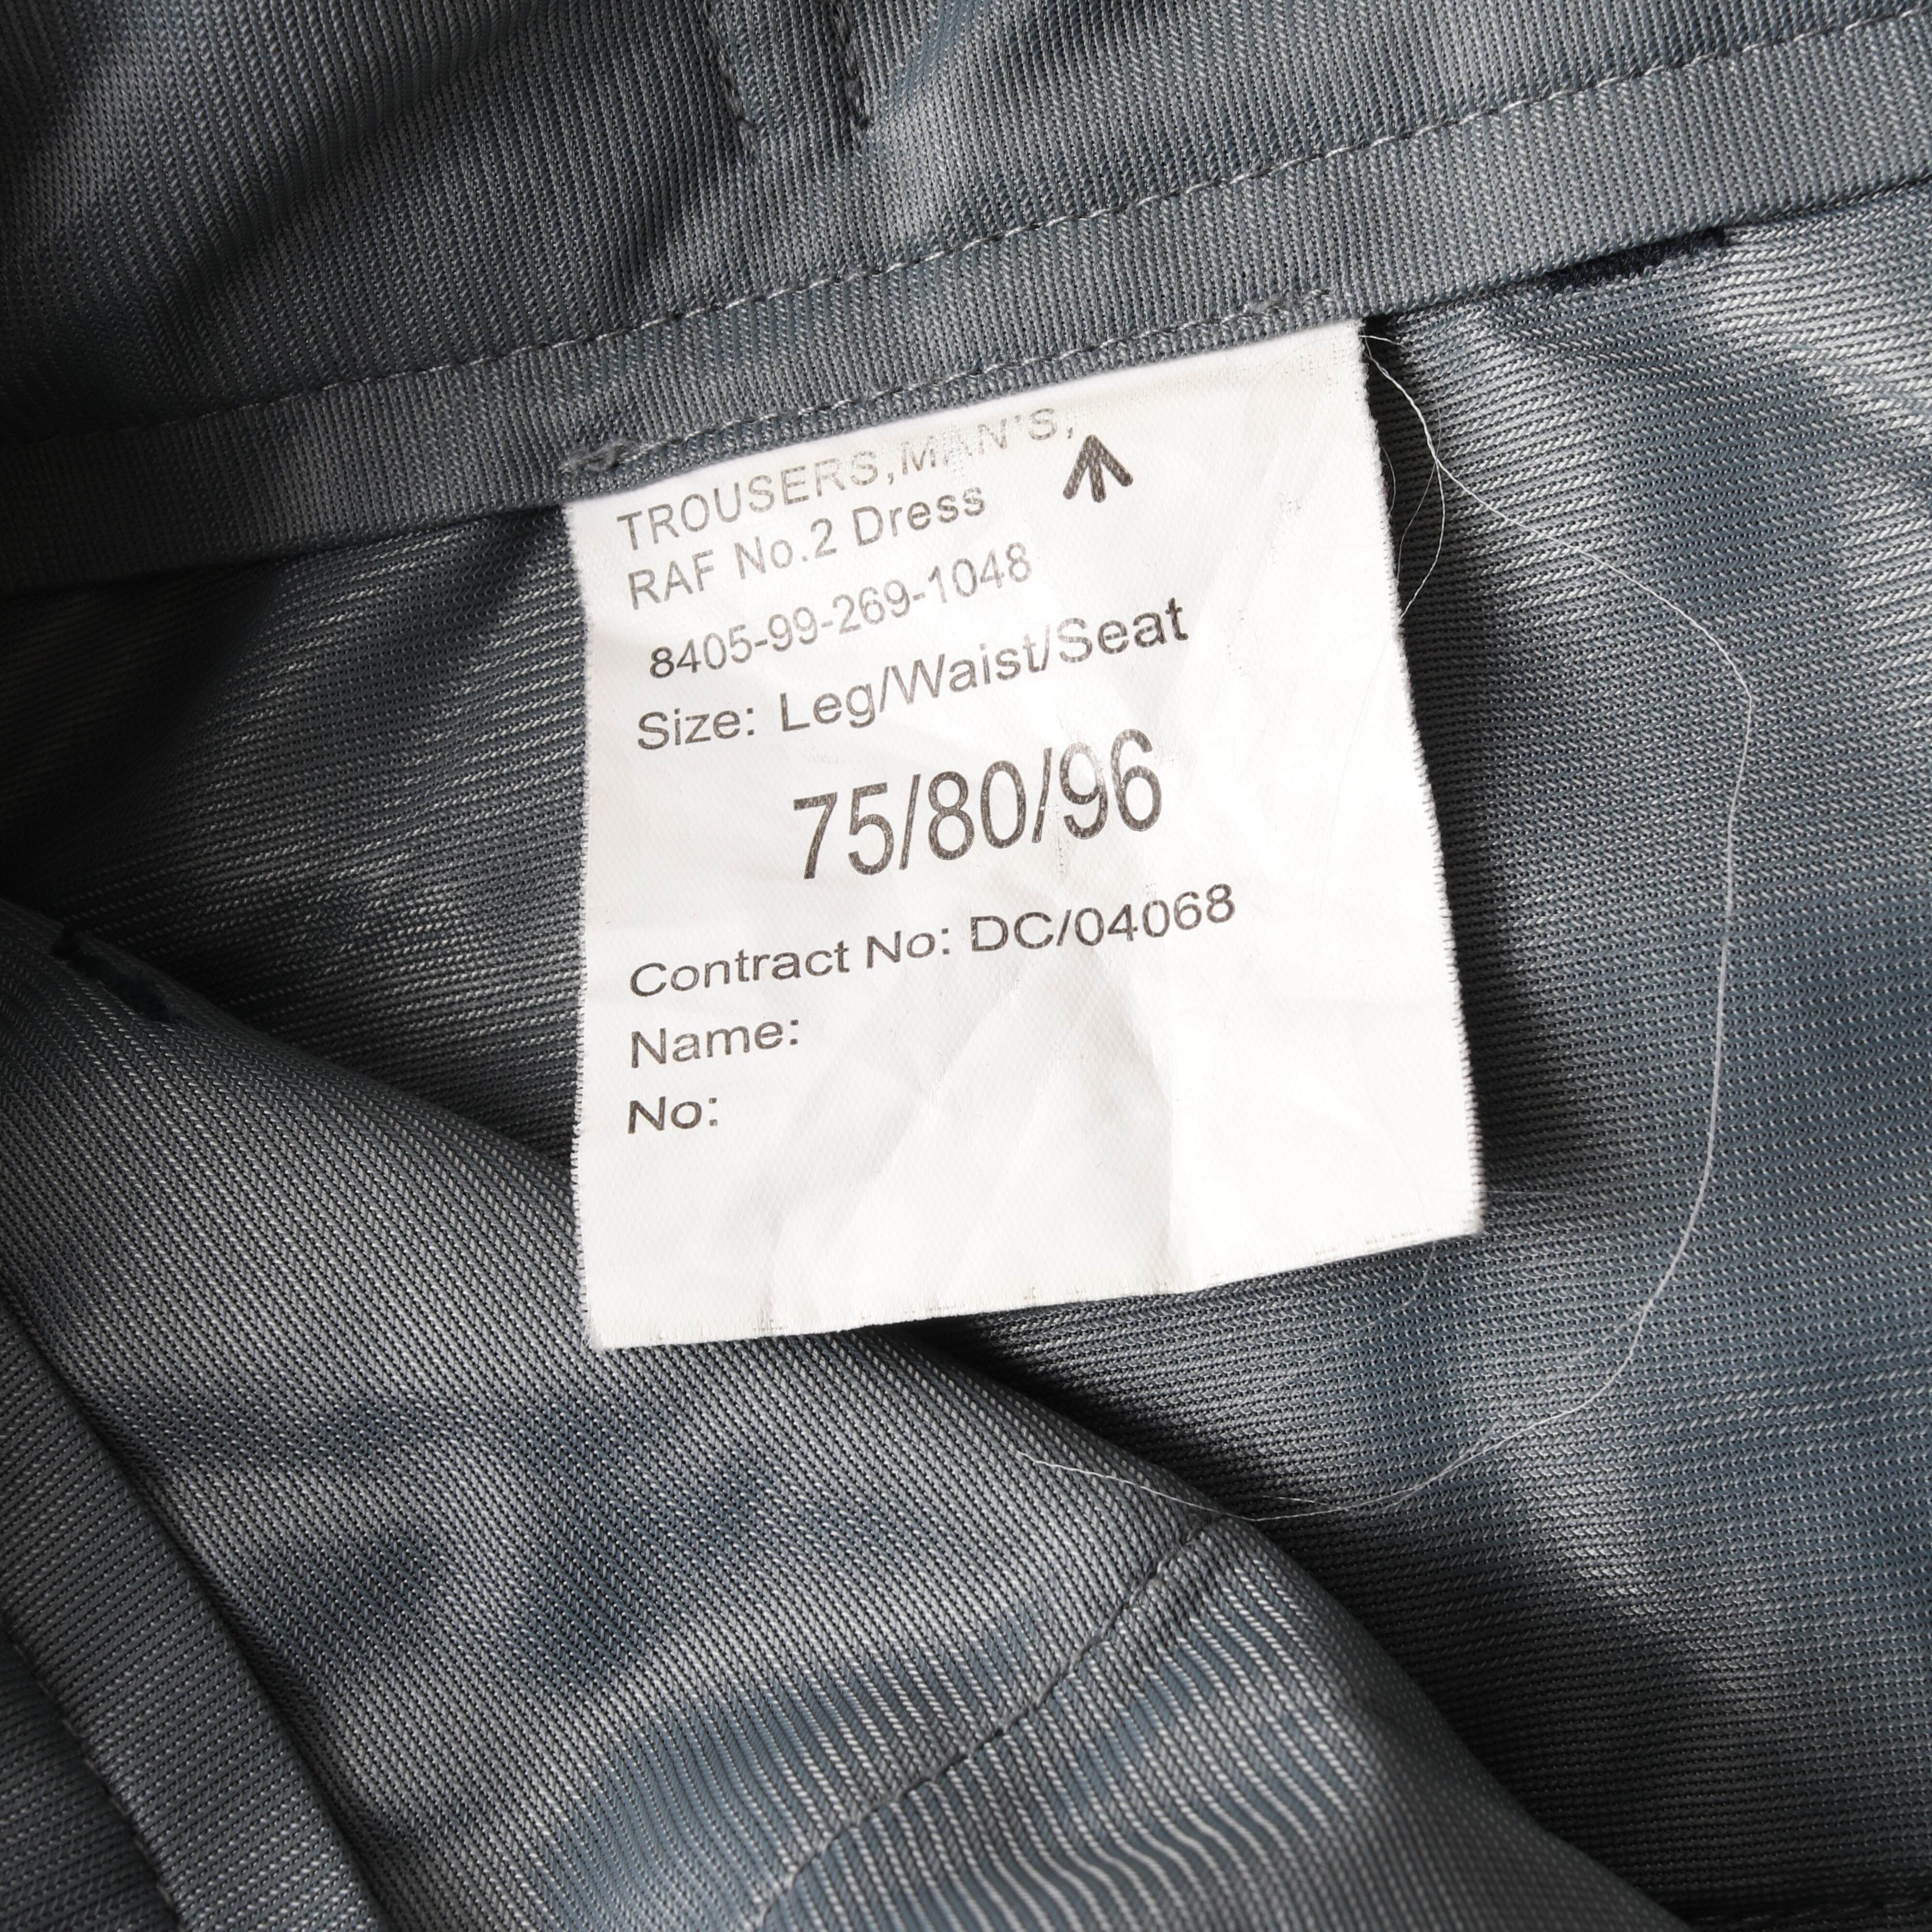 TROUSERS,MAN'S,
RAF No.2 Dress
8405-99-269-1048
Size: Leg/Waist/Seat
75/80/96
Contract No: DC/04068
Name:
No: